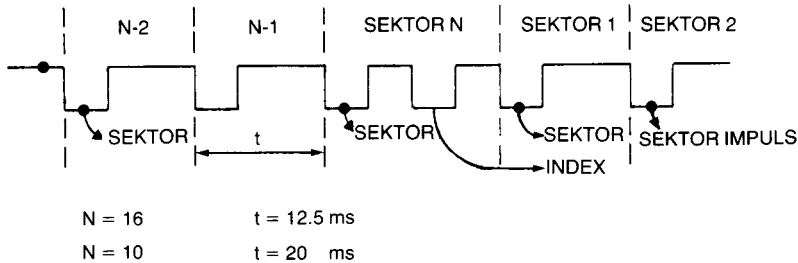 N-2 N-1 SEKTOR N SEKTOR 1 SEKTOR 2
SEKTOR t SEKTOR SEKTOR SEKTOR IMPULS
INDEX
N = 16 t = 12.5 ms
N = 10 t = 20 ms